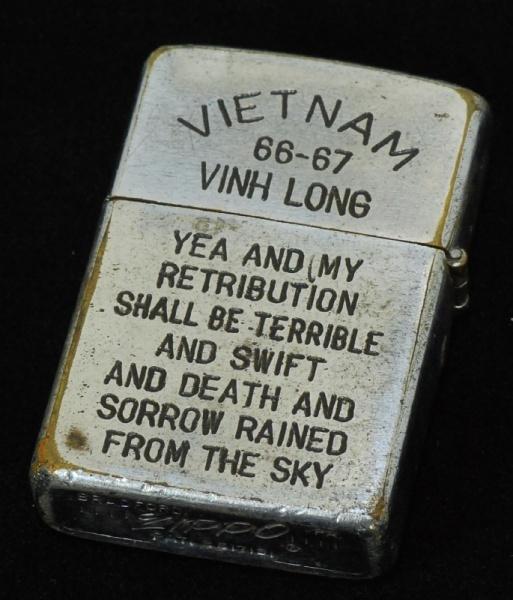 VIETNAM
66-67
VINH LONG
YEA AND MY
RETRIBUTION
SHALL BE TERRIBLE
AND SWIFT
AND DEATH AND
SORROW RAINED
FROM THE SKY
ZIPPO